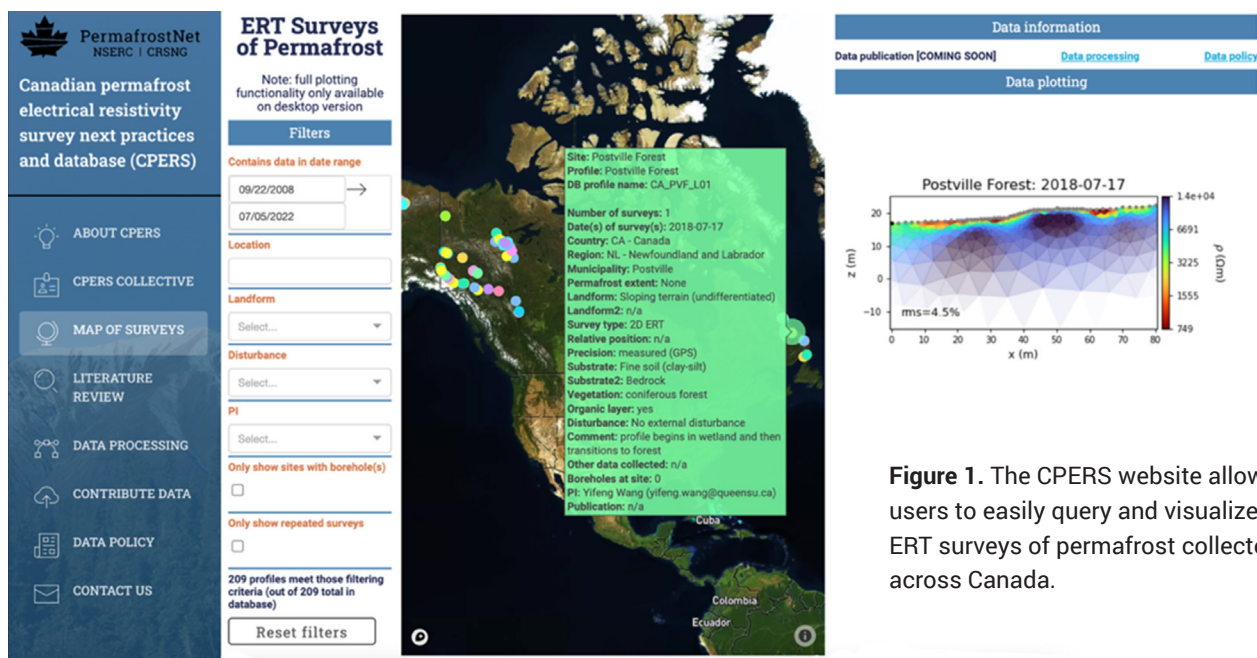 PermafrostNet
NSERC | CRSNG
Canadian permafrost
electrical resistivity
survey next practices
and database (CPERS)
ABOUT CPERS
CPERS COLLECTIVE
MAP OF SURVEYS
LITERATURE
REVIEW
DATA PROCESSING
CONTRIBUTE DATA
DATA POLICY
CONTACT US
ERT Surveys
of Permafrost
Note: full plotting
functionality only available
on desktop version
Filters
Contains data in date range
09/22/2008
07/05/2022
Location
Landform
Select...
Disturbance
Select...
PI
Select...
Only show sites with borehole(s)
Only show repeated surveys
209 profiles meet those filtering
criteria (out of 209 total in
database)
Reset filters
Site: Postville Forest
Profile: Postville Forest
DB profile name: CA_PVF_L01
Number of surveys: 1
Date(s) of survey(s): 2018-07-17
Country: CA - Canada
Region: NL - Newfoundland and Labrador
Municipality: Postville
Permafrost extent: None
Landform: Sloping terrain (undifferentiated)
Landform2: n/a
Survey type: 2D ERT
Relative position: n/a
Precision: measured (GPS)
Substrate: Fine soil (clay-silt)
Substrate2: Bedrock
Vegetation: coniferous forest
Organic layer: yes
Disturbance: No external disturbance
Comment: profile begins in wetland and then
transitions to forest
Other data collected: n/a
Boreholes at site: 0
PI: Yifeng Wang (yifeng.wang@queensu.ca)
Publication: n/a
Cuba
Colombia
Ecuador
Data information
Data publication [COMING SOON] Data processing Data policy
Data plotting
Postville Forest: 2018-07-17
z (m)
20
10
0
−10
rms=4.5%
0 10 20 30 40 50 60 70 80
x (m)
1.4e+04
6691
3225
1555
749
ρ (Ωm)
Figure 1. The CPERS website allow
users to easily query and visualize
ERT surveys of permafrost collecte
across Canada.